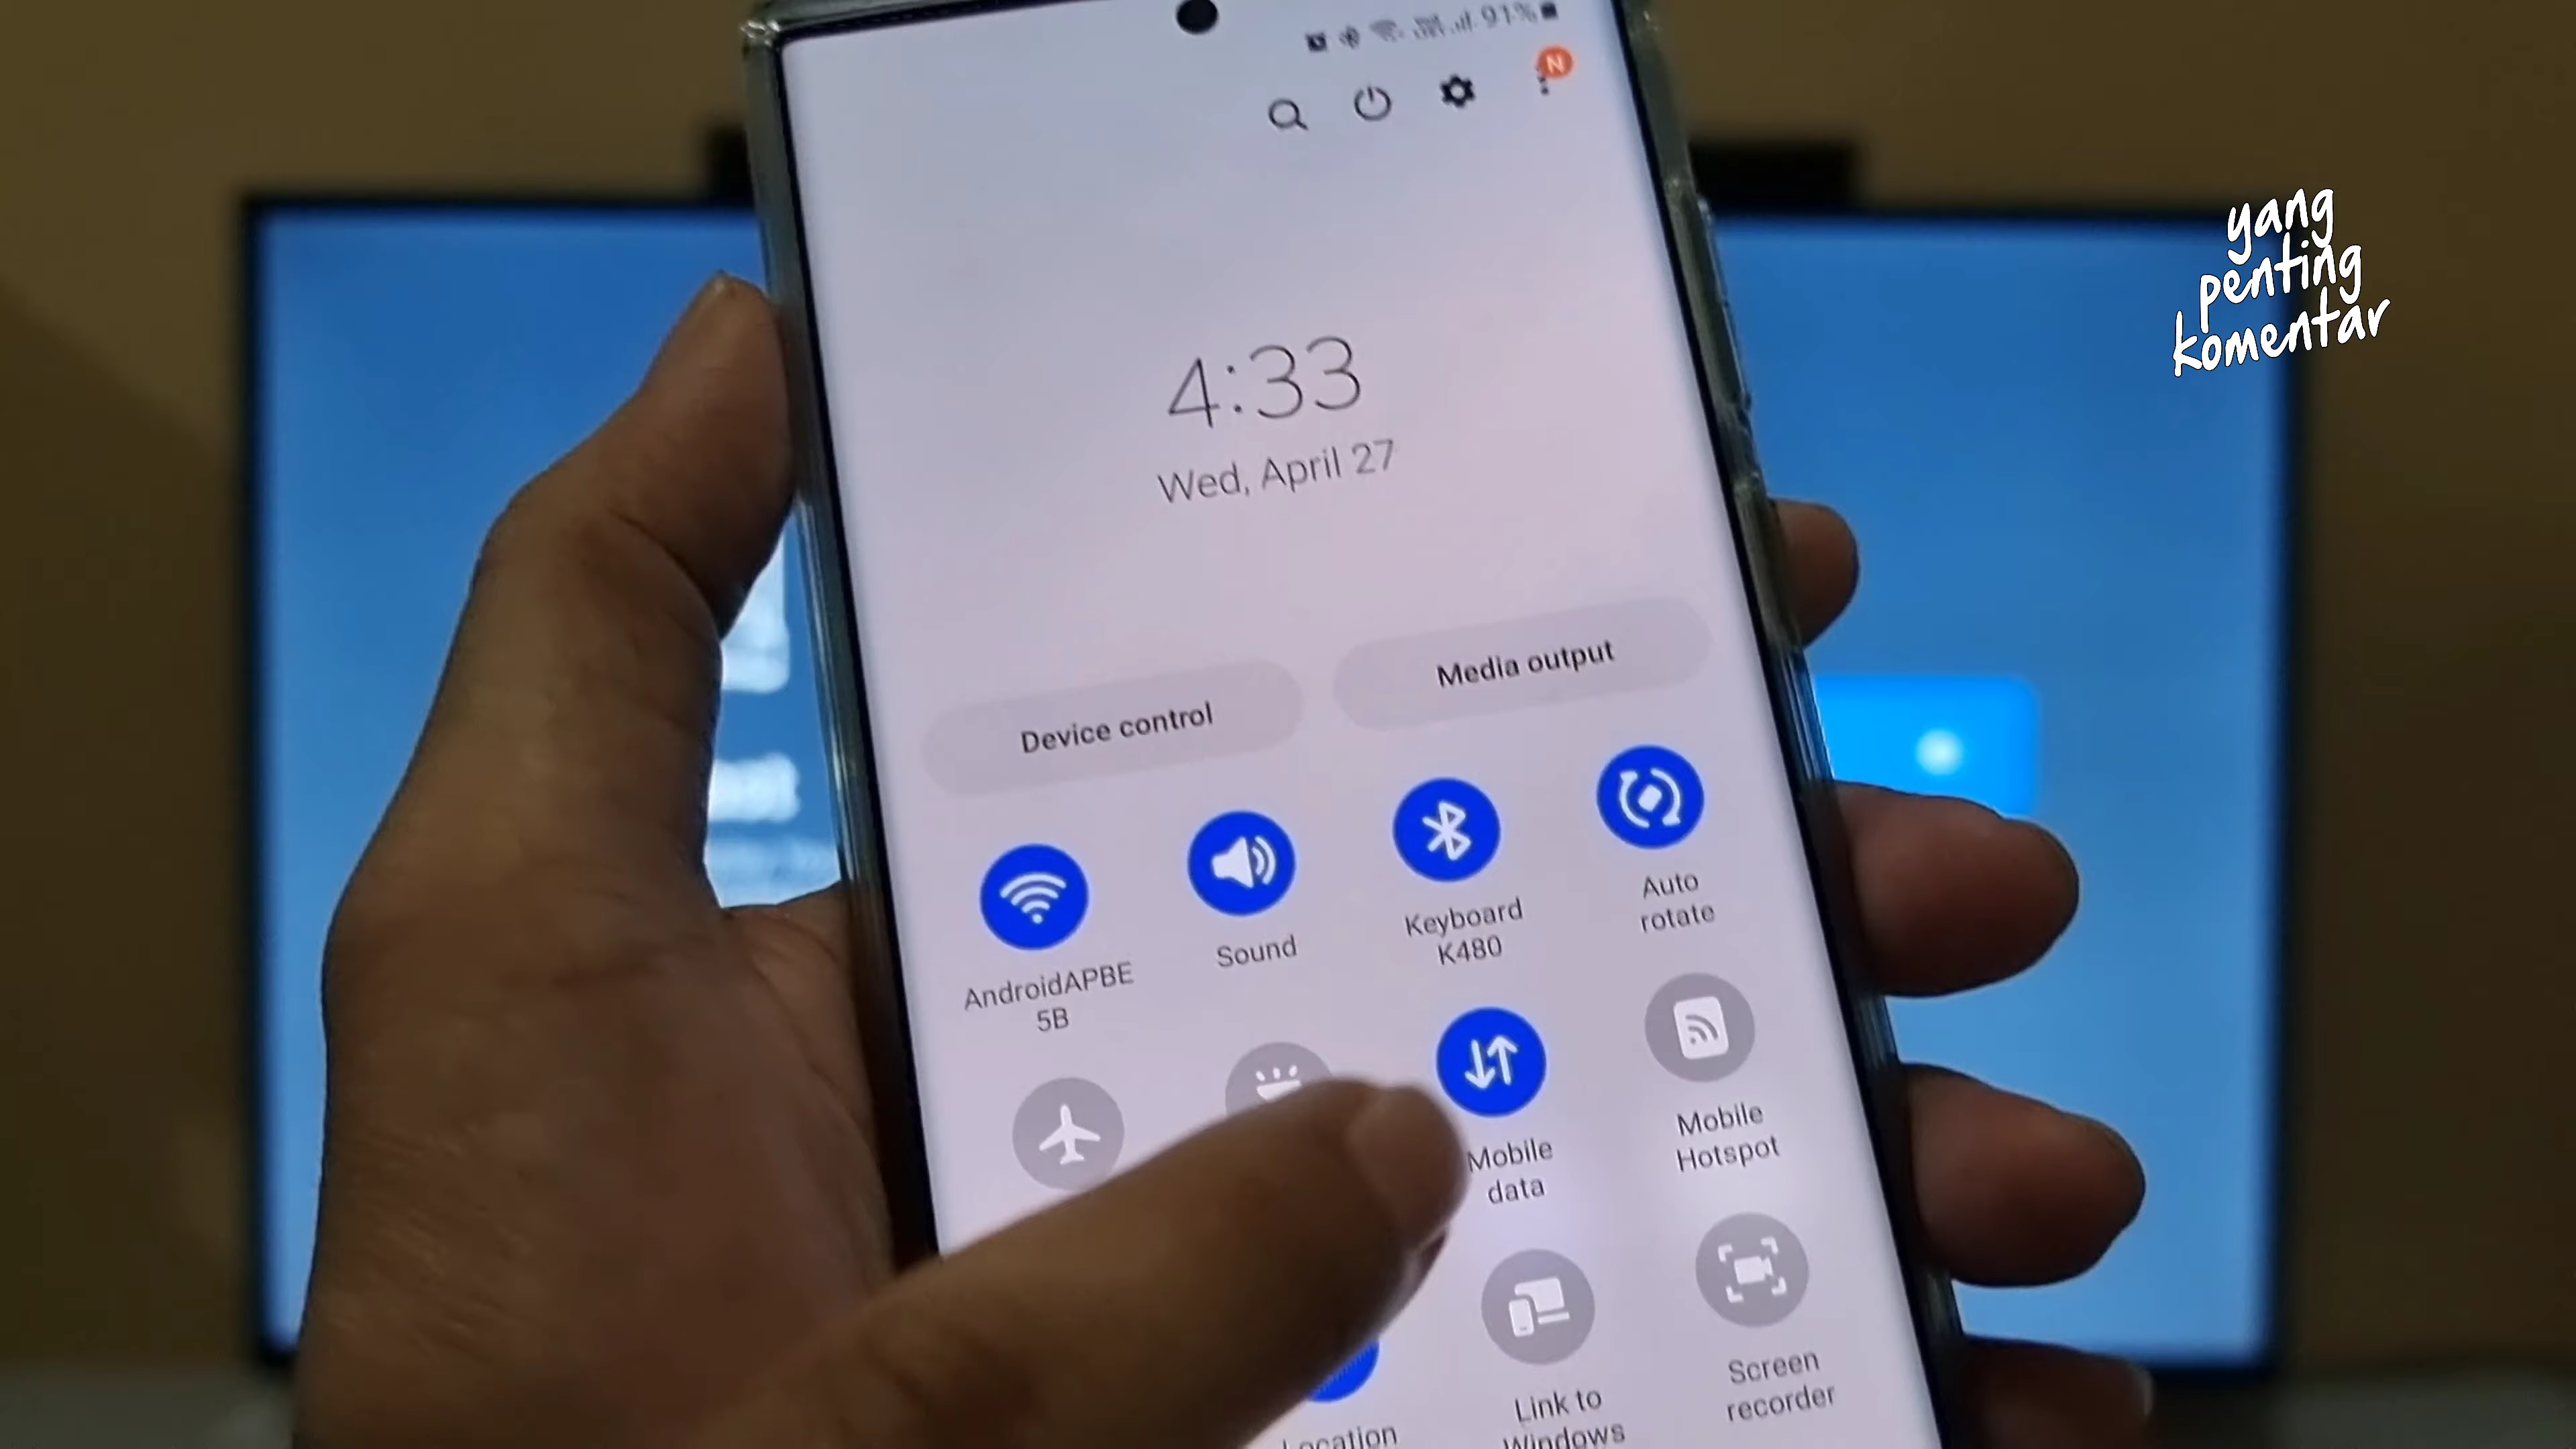 91%
N
yang
penting
komentar
4:33
Wed, April 27
Device control
Media output
AndroidAPBE
5B
Sound
Keyboard
K480
Auto
rotate
Mobile
data
Mobile
Hotspot
Location
Link to
Windows
Screen
recorder